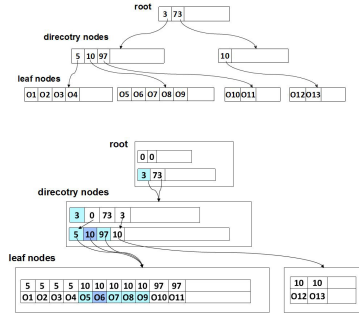 root
3 73
direcotry nodes
5 10 97
10
leaf nodes
O1 O2 O3 O4
O5 O6 O7 O8 O9
O10 O11
O12 O13
root
0 0
3 73
direcotry nodes
3 0 73 3
5 10 97 10
leaf nodes
5 5 5 5 10 10 10 10 10 97 97
O1 O2 O3 O4 O5 O6 O7 O8 O9 O10 O11
10 10
O12 O13